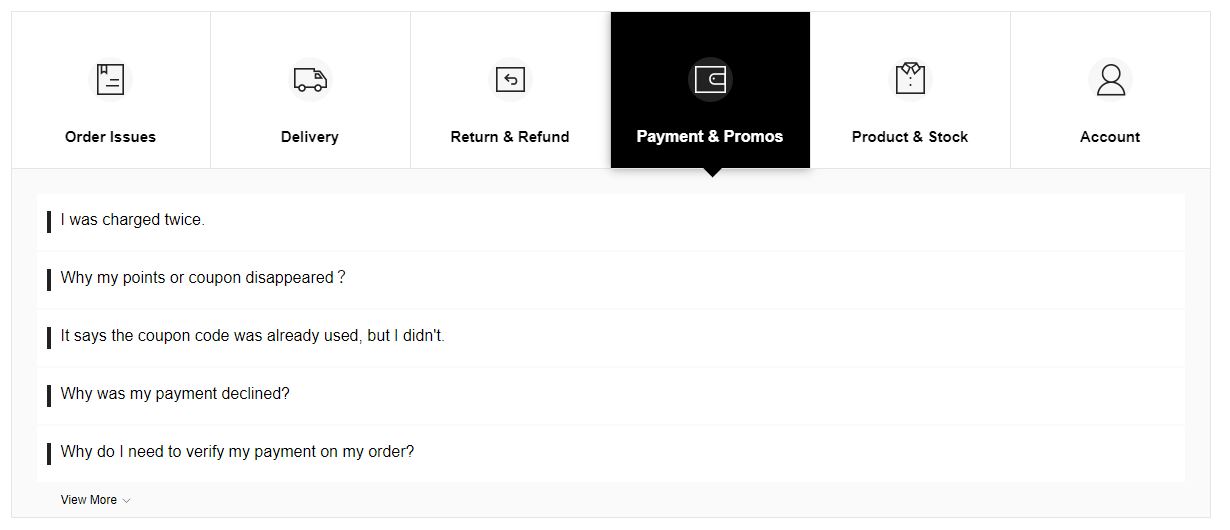 Order Issues
Delivery
Return & Refund
Payment & Promos
Product & Stock
Account
I was charged twice.
Why my points or coupon disappeared？
It says the coupon code was already used, but I didn't.
Why was my payment declined?
Why do I need to verify my payment on my order?
View More